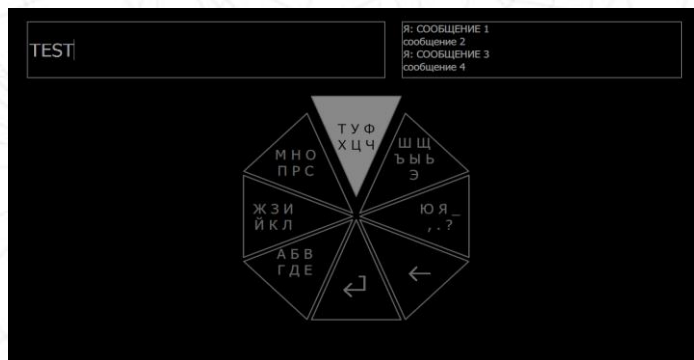 TEST
Я: СООБЩЕНИЕ 1
сообщение 2
Я: СООБЩЕНИЕ 3
сообщение 4
Т У Ф
Х Ц Ч
Ш Щ
Ъ Ы Ь
Э
Ю Я _
, . ?
А Б В
Г Д Е
Ж З И
Й К Л
М Н О
П Р С